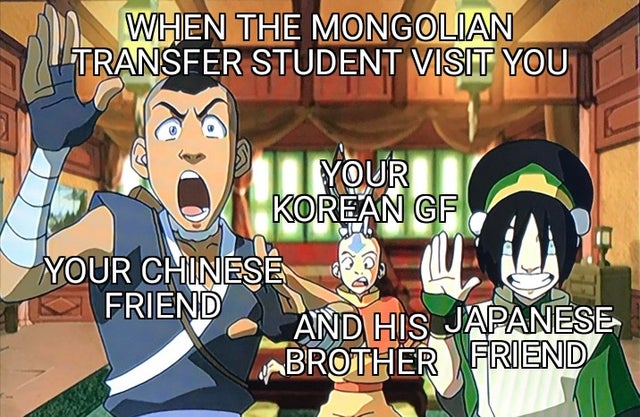 WHEN THE MONGOLIAN
TRANSFER STUDENT VISIT YOU
YOUR
KOREAN GF
YOUR CHINESE
FRIEND
AND HIS
BROTHER
JAPANESE
FRIEND